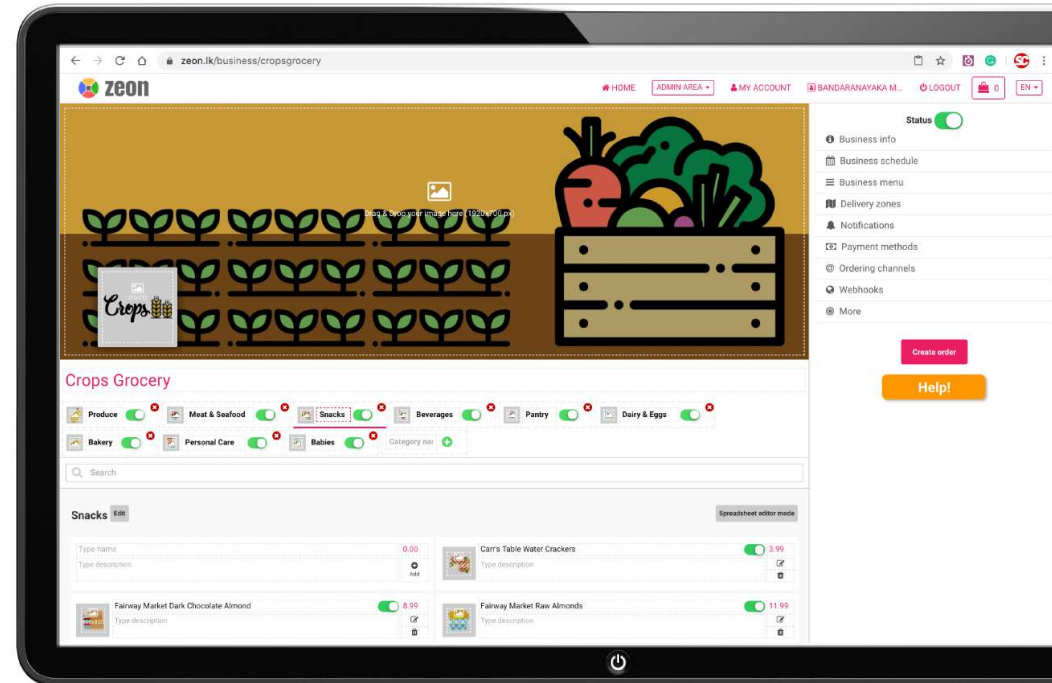 zeon.lk/business/cropsgrocery
zeon
HOME ADMIN AREA MY ACCOUNT BANDARANAYAKA M... LOGOUT 0 EN
Status
Business info
Business schedule
Business menu
Delivery zones
Notifications
Payment methods
Ordering channels
Webhooks
More
Create order
Help!
Drag & Drop your image here (1920x700 px)
Crops
Crops Grocery
Produce Meat & Seafood Snacks Beverages Pantry Dairy & Eggs
Bakery Personal Care Babies Category nar
Search
Snacks Edit Spreadsheet editor mode
Type name 0.00
Type description
Add
Carr's Table Water Crackers 3.99
Type description
Fairway Market Dark Chocolate Almond 8.99
Type description
Fairway Market Raw Almonds 11.99
Type description